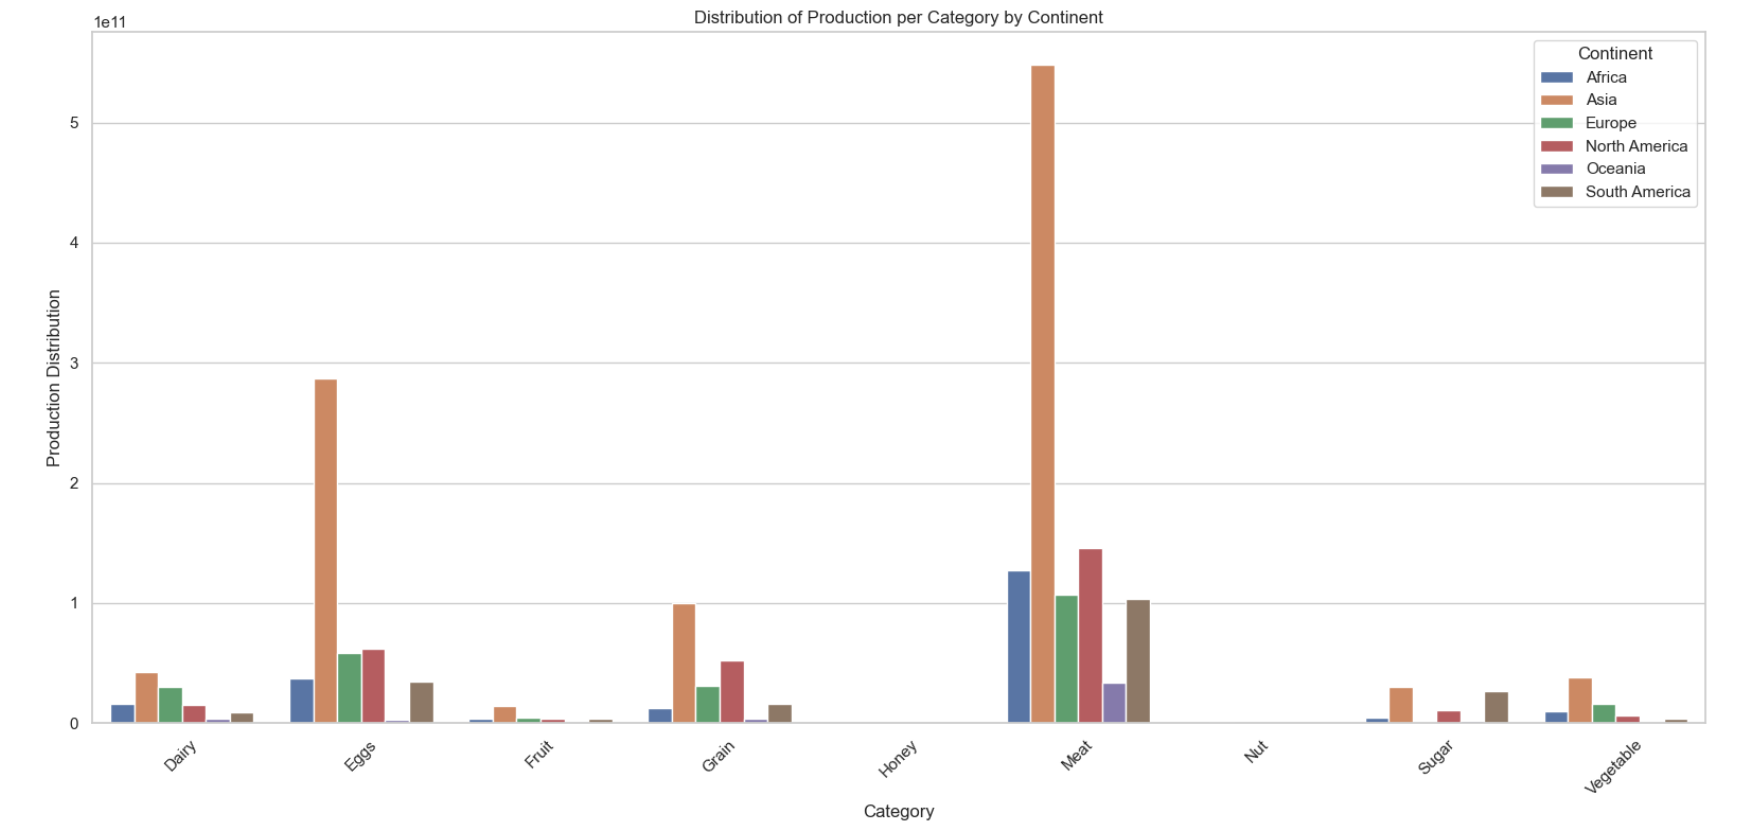 Distribution of Production per Category by Continent
1e11
5
4
3
2
1
0
Production Distribution
Continent
Africa
Asia
Europe
North America
Oceania
South America
Dairy
Eggs
Fruit
Grain
Honey
Meat
Nut
Sugar
Vegetable
Category